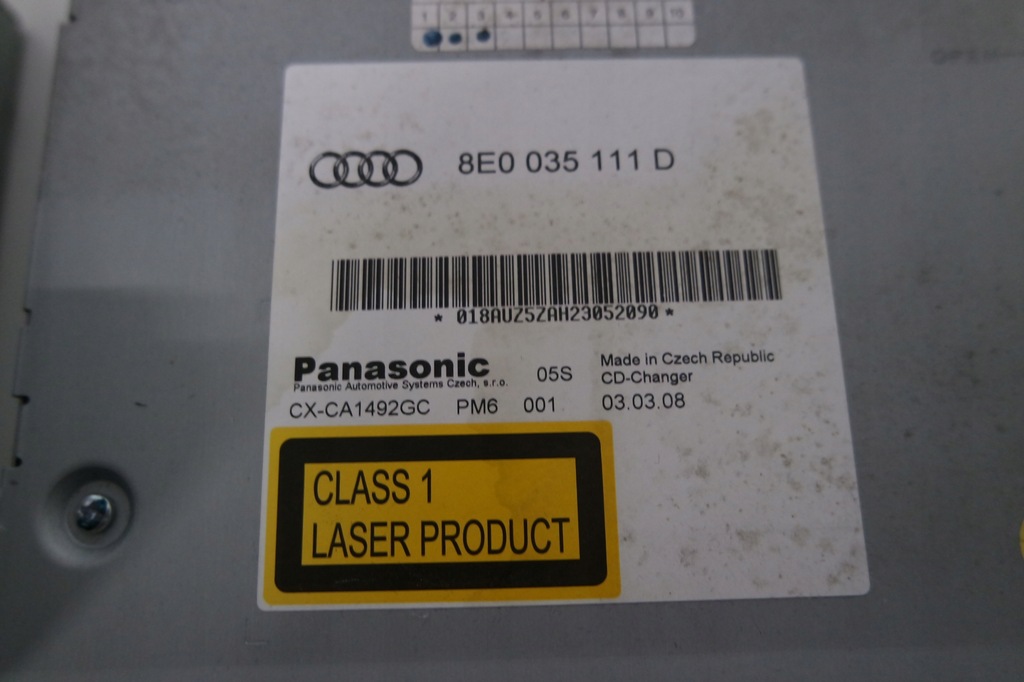 1 2 3 4 5 6 7 8 9 10
8E0 035 111 D
* 018AUZ5ZAH23052090 *
Panasonic
Panasonic Automotive Systems Czech, s.r.o.
05S
Made in Czech Republic
CD-Changer
CX-CA1492GC PM6 001 03.03.08
CLASS 1
LASER PRODUCT